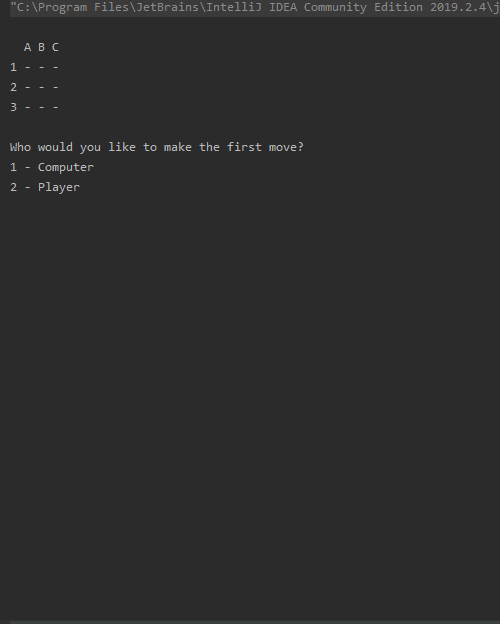 "C:\Program Files\JetBrains\IntelliJ IDEA Community Edition 2019.2.4\j
A B C
1 - - -
2 - - -
3 - - -
Who would you like to make the first move?
1 - Computer
2 - Player